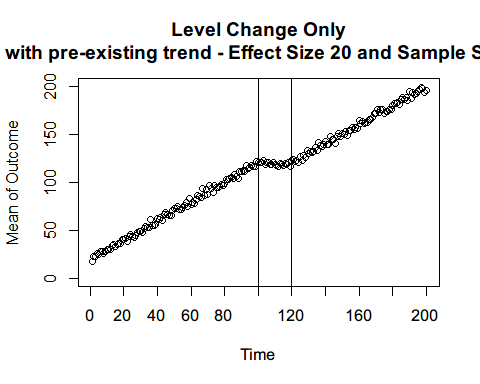 Level Change Only
with pre-existing trend - Effect Size 20 and Sample S
Mean of Outcome
200
150
100
50
0
0 20 40 60 80 120 160 200
Time